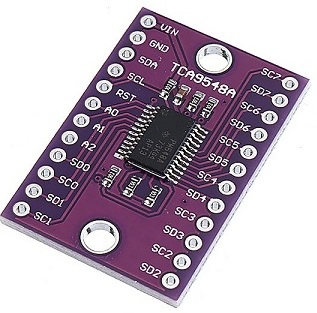 VIN
GND
SDA
SCL
RST
A0
A1
A2
SD0
SC0
SD1
SC1
TCA9548A
SC7
SD7
SC6
SD6
SC5
SD5
SC4
SD4
SC3
SD3
SC2
SD2